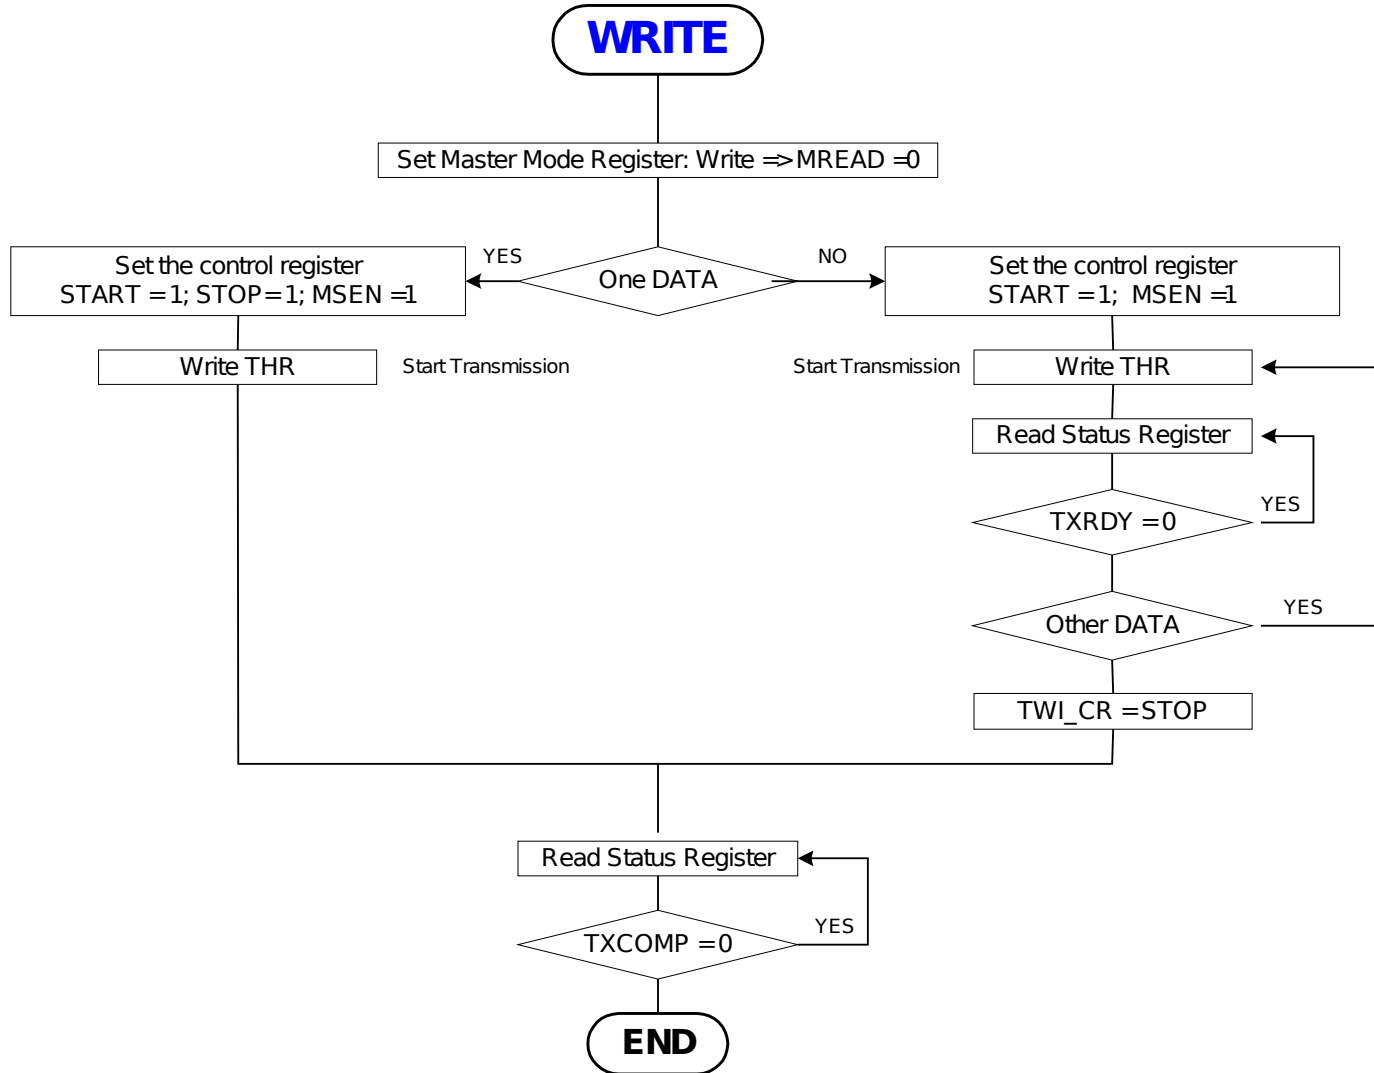 WRITE
Set Master Mode Register: Write => MREAD = 0
YES
One DATA
NO
Set the control register
START = 1; STOP = 1; MSEN = 1
Set the control register
START = 1; MSEN = 1
Write THR
Start Transmission
Start Transmission
Write THR
Read Status Register
TXRDY = 0
YES
Other DATA
YES
TWI_CR = STOP
Read Status Register
TXCOMP = 0
YES
END